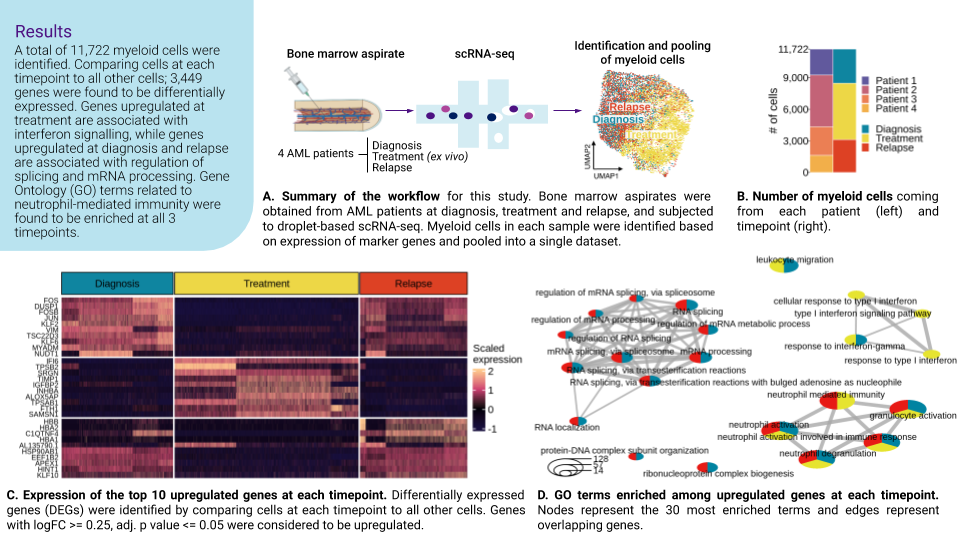 Results
A total of 11,722 myeloid cells were
identified. Comparing cells at each
timepoint to all other cells; 3,449
genes were found to be differentially
expressed. Genes upregulated at
treatment are associated with
interferon signalling, while genes
upregulated at diagnosis and relapse
are associated with regulation of
splicing and mRNA processing. Gene
Ontology (GO) terms related to
neutrophil-mediated immunity were
found to be enriched at all 3
timepoints.
Bone marrow aspirate
scRNA-seq
Identification and pooling
of myeloid cells
4 AML patients
Diagnosis
Treatment (ex vivo)
Relapse
Relapse
Diagnosis
Treatment
UMAP2
UMAP1
A. Summary of the workflow for this study. Bone marrow aspirates were
obtained from AML patients at diagnosis, treatment and relapse, and subjected
to droplet-based scRNA-seq. Myeloid cells in each sample were identified based
on expression of marker genes and pooled into a single dataset.
# of cells
11,722
9,000
6,000
3,000
0
Patient 1
Patient 2
Patient 3
Patient 4
Diagnosis
Treatment
Relapse
B. Number of myeloid cells coming
from each patient (left) and
timepoint (right).
Diagnosis
Treatment
Relapse
FOS
DUSP1
FOSB
JUN
KLF2
VIM
TSC22D3
KLF6
MYADM
NUDT1
IFI6
TPSB2
SRGN
TIMP1
IGFBP2
INHBA
ALOX5AP
TPSAB1
FTH1
SAMSN1
HBB
HBA2
C1QTNF4
HBA1
AL135790.1
HSP90AB1
EEF1B2
APEX1
HINT1
KLF10
Scaled
expression
2
1
0
-1
C. Expression of the top 10 upregulated genes at each timepoint. Differentially expressed
genes (DEGs) were identified by comparing cells at each timepoint to all other cells. Genes
with logFC >= 0.25, adj. p value <= 0.05 were considered to be upregulated.
leukocyte migration
regulation of mRNA splicing, via spliceosome
cellular response to type I interferon
RNA splicing
type I interferon signaling pathway
regulation of mRNA processing
regulation of mRNA metabolic process
regulation of RNA splicing
response to interferon-gamma
mRNA splicing, via spliceosome
mRNA processing
response to type I interferon
RNA splicing, via transesterification reactions
RNA splicing, via transesterification reactions with bulged adenosine as nucleophile
neutrophil mediated immunity
granulocyte activation
RNA localization
neutrophil activation
neutrophil activation involved in immune response
protein-DNA complex subunit organization
neutrophil degranulation
128
57
14
ribonucleoprotein complex biogenesis
D. GO terms enriched among upregulated genes at each timepoint.
Nodes represent the 30 most enriched terms and edges represent
overlapping genes.